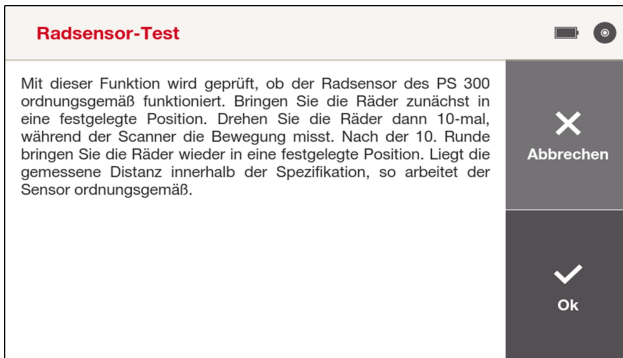 Radsensor-Test
Mit dieser Funktion wird geprüft, ob der Radsensor des PS 300
ordnungsgemäß funktioniert. Bringen Sie die Räder zunächst in
eine festgelegte Position. Drehen Sie die Räder dann 10-mal,
während der Scanner die Bewegung misst. Nach der 10. Runde
bringen Sie die Räder wieder in eine festgelegte Position. Liegt die
gemessene Distanz innerhalb der Spezifikation, so arbeitet der
Sensor ordnungsgemäß.
Abbrechen
Ok